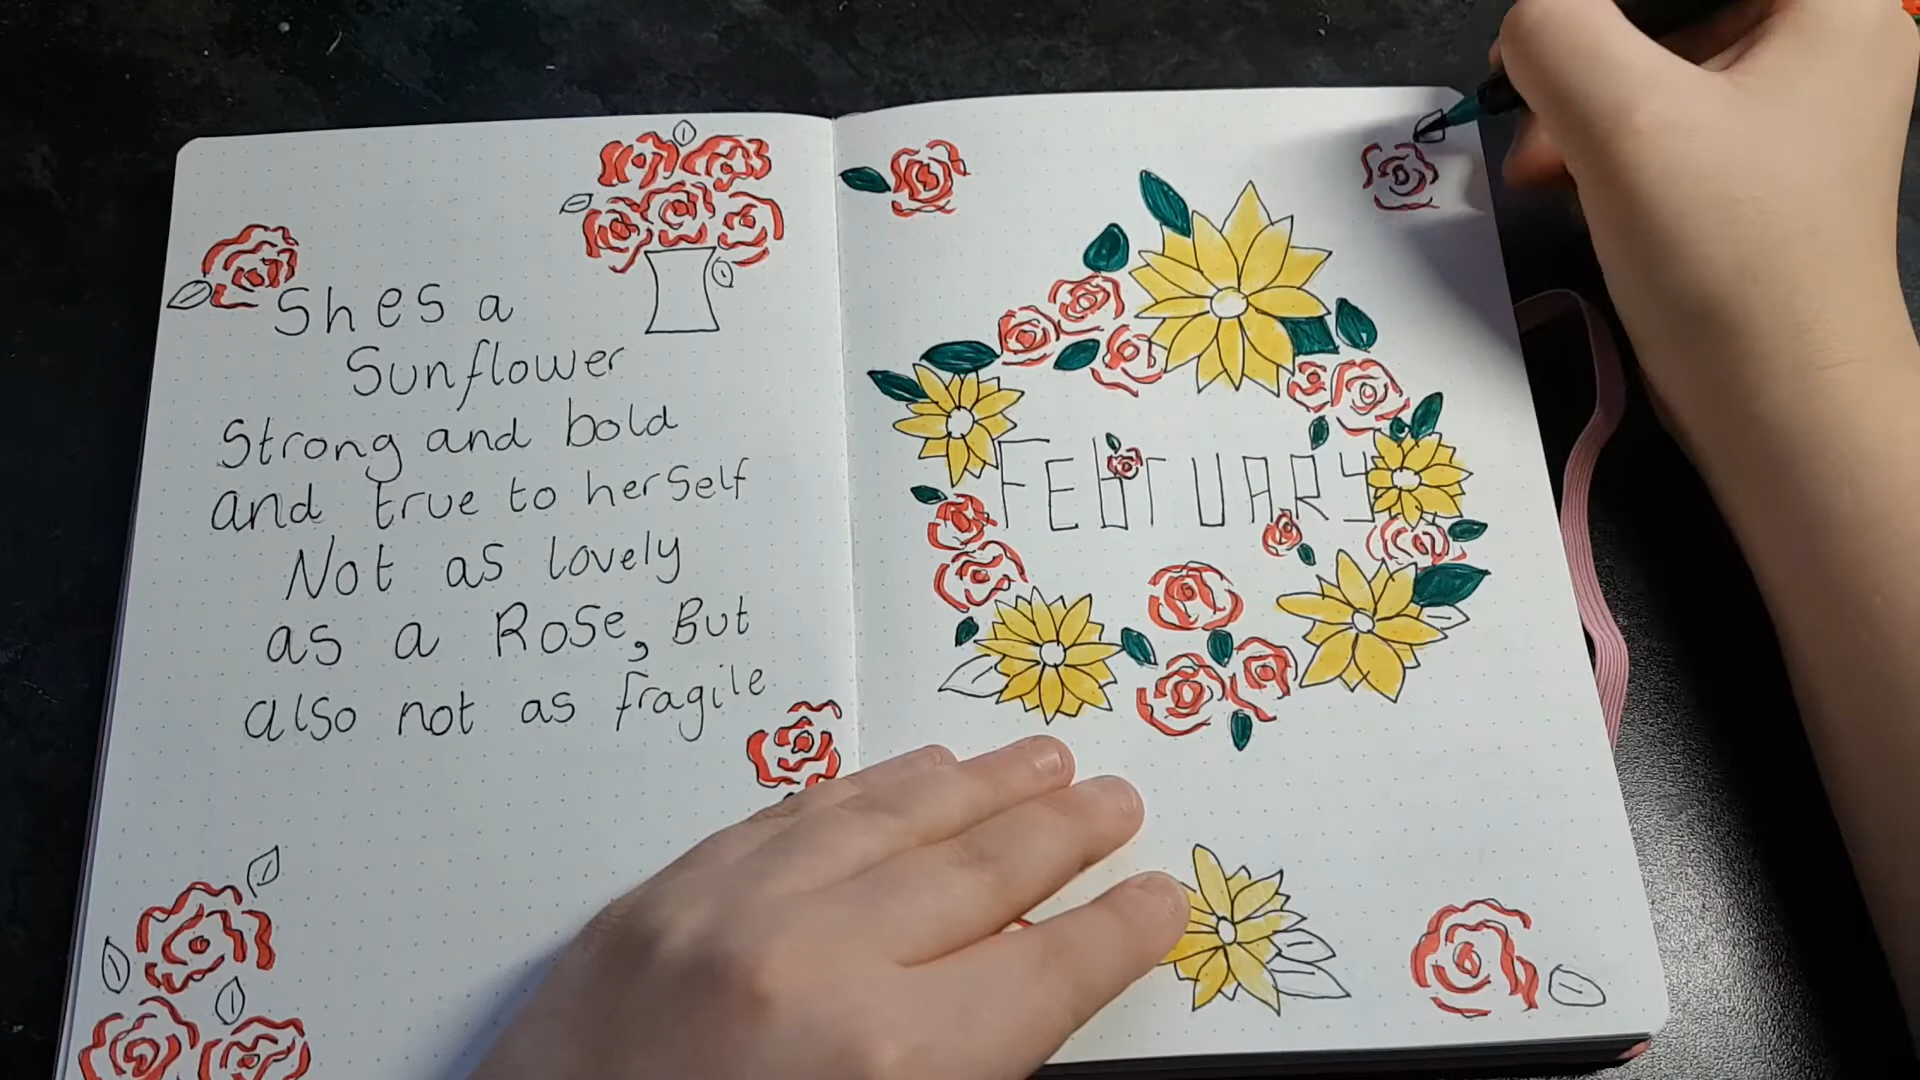 Shes a
Sunflower
Strong and bold
and true to herself
Not as lovely
as a Rose, But
also not as fragile
FEbrUARY